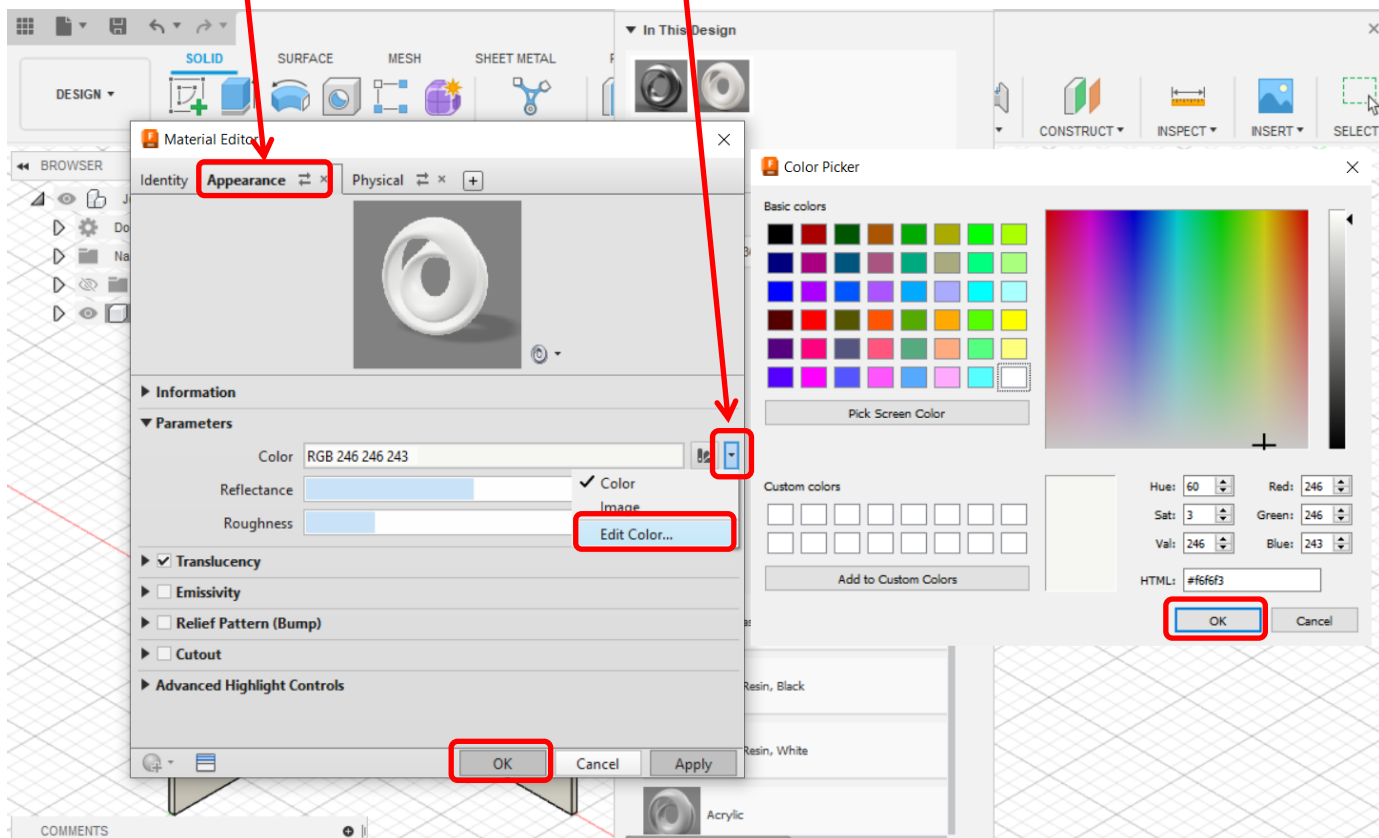 In This Design
SOLID
SURFACE
MESH
SHEET METAL
DESIGN
CONSTRUCT
INSPECT
INSERT
SELECT
BROWSER
Do
Na
Material Editor
Identity
Appearance
Physical
Information
Parameters
Color
RGB 246 246 243
Reflectance
Roughness
Color
Image
Edit Color...
Translucency
Emissivity
Relief Pattern (Bump)
Cutout
Advanced Highlight Controls
OK
Cancel
Apply
Color Picker
Basic colors
Pick Screen Color
Custom colors
Add to Custom Colors
Hue: 60
Red: 246
Sat: 3
Green: 246
Val: 246
Blue: 243
HTML: #f6f6f3
OK
Cancel
Resin, Black
Resin, White
Acrylic
COMMENTS